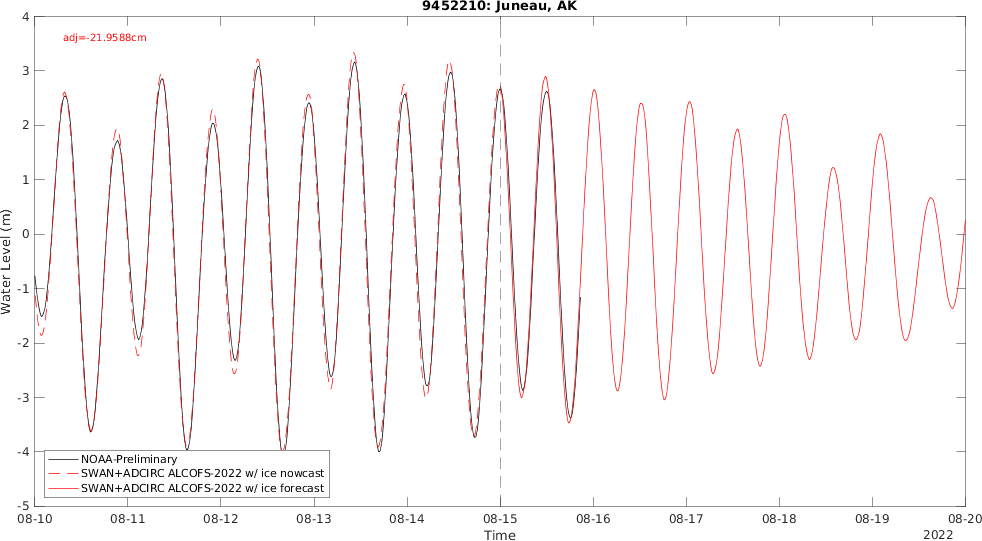 9452210: Juneau, AK
adj=-21.9588cm
4
3
2
1
0
-1
-2
-3
-4
-5
Water Level (m)
NOAA-Preliminary
SWAN+ADCIRC ALCOFS-2022 w/ ice nowcast
SWAN+ADCIRC ALCOFS-2022 w/ ice forecast
08-10 08-11 08-12 08-13 08-14 08-15 08-16 08-17 08-18 08-19 08-20
Time
2022